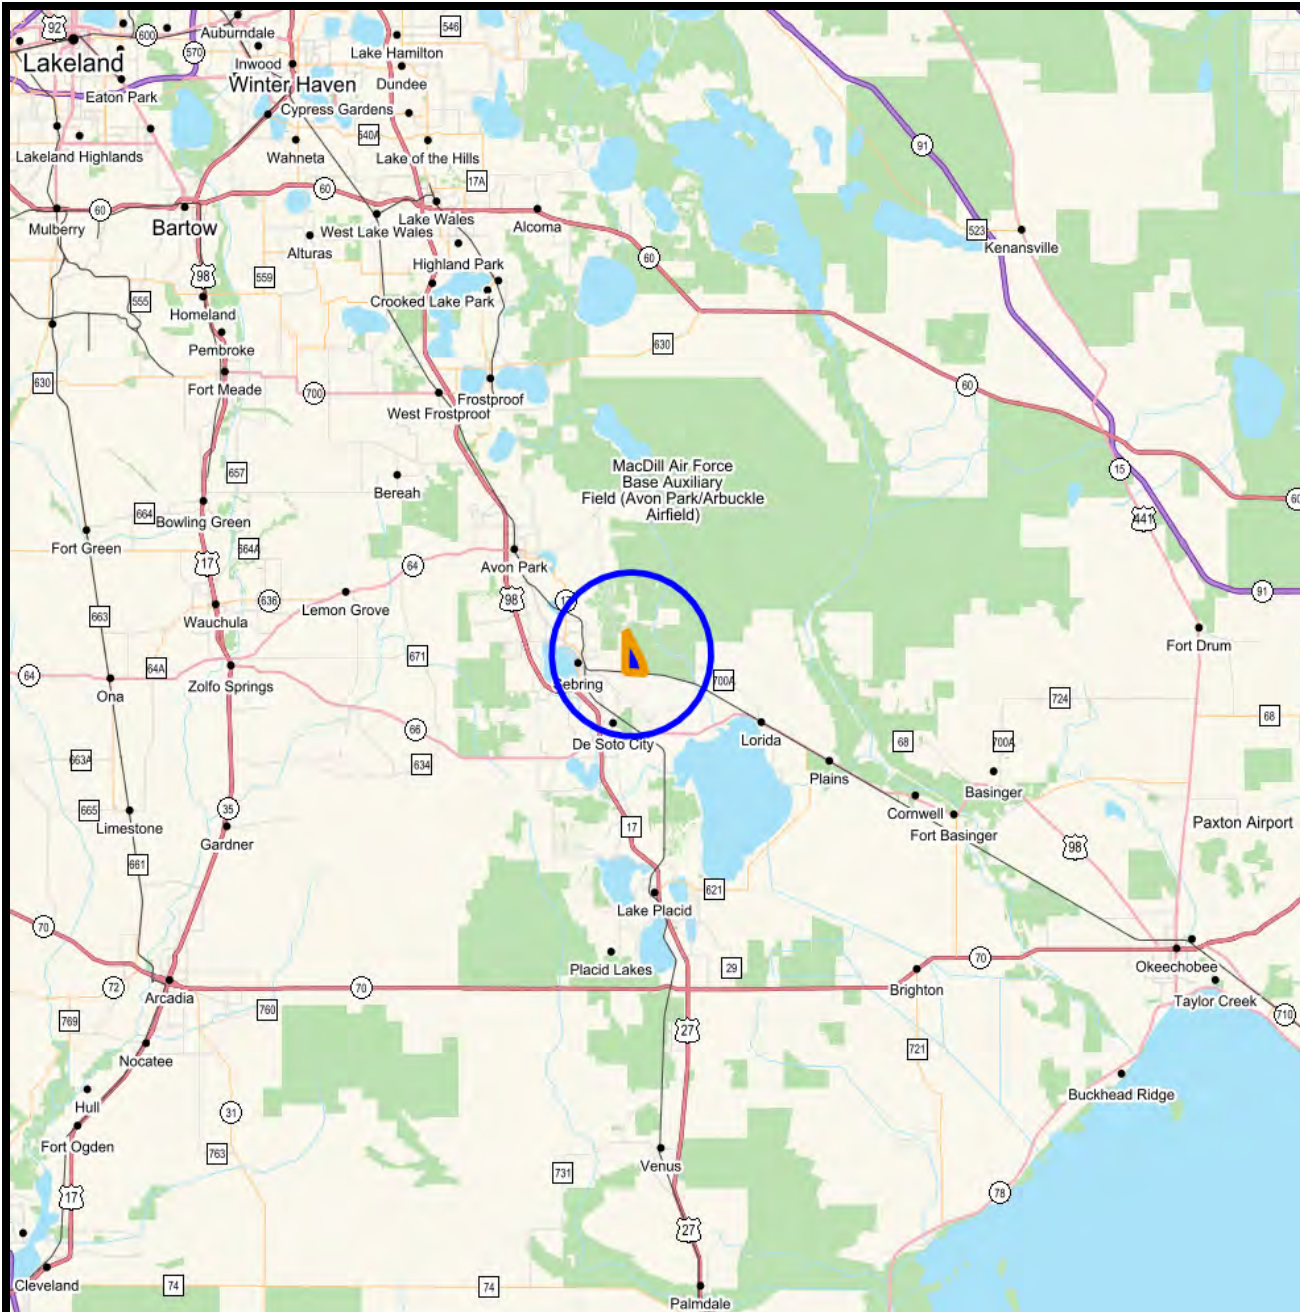 92
600
Auburndale
546
570
Lakeland
Inwood
Lake Hamilton
Eaton Park
Winter Haven
Dundee
Cypress Gardens
540A
91
Lakeland Highlands
Wahneta
Lake of the Hills
17A
60
60
Mulberry
Bartow
West Lake Wales
Lake Wales
Alcoma
523
Kenansville
Alturas
60
98
559
Highland Park
555
Homeland
Crooked Lake Park
Pembroke
630
630
Fort Meade
700
60
West Frostproof
Frostproof
MacDill Air Force
Base Auxiliary
Field (Avon Park/Arbuckle
Airfield)
657
Bereah
15
60
664
Bowling Green
441
Fort Green
664A
17
64
Avon Park
636
98
17
91
663
Wauchula
Lemon Grove
Fort Drum
64
64A
671
Ona
Zolfo Springs
Sebring
700A
724
66
De Soto City
Lorida
68
700A
68
663A
634
Plains
Basinger
665
Limestone
35
Gardner
17
Cornwell
Fort Basinger
Paxton Airport
98
661
621
Lake Placid
70
Placid Lakes
29
70
Okeechobee
72
Arcadia
70
Brighton
Taylor Creek
769
760
27
710
Nocatee
721
Hull
31
Buckhead Ridge
Fort Ogden
763
Venus
731
17
78
27
Cleveland
74
74
Palmdale